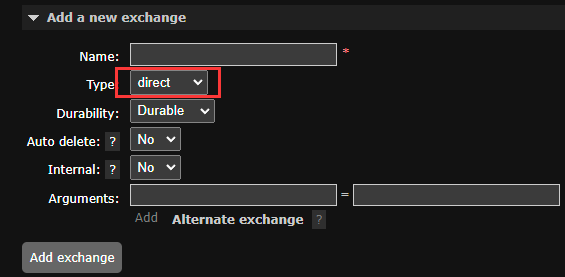 Add a new exchange
Name: *
Type: direct
Durability: Durable
Auto delete: ? No
Internal: ? No
Arguments: =
Add Alternate exchange ?
Add exchange